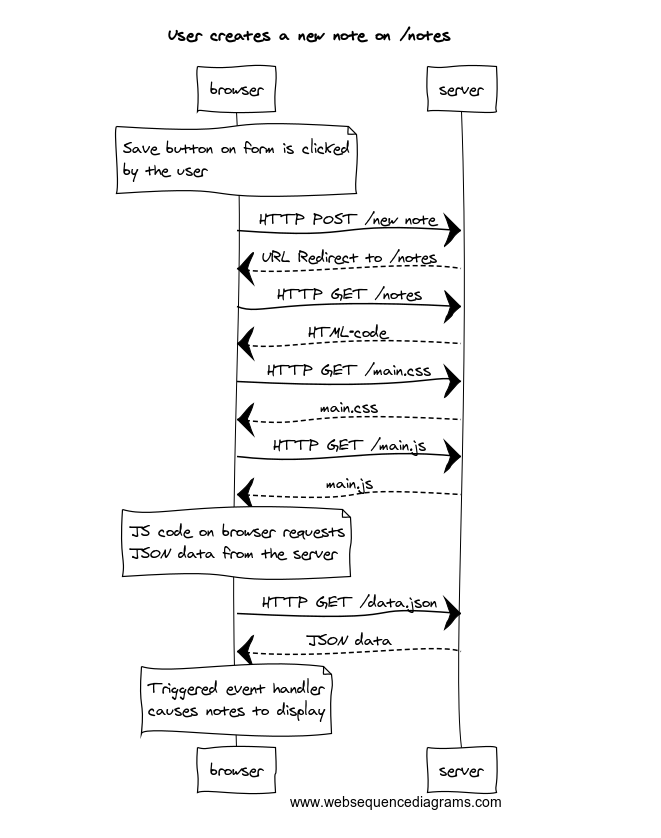 User creates a new note on /notes
browser
server
Save button on form is clicked
by the user
HTTP POST /new note
URL Redirect to /notes
HTTP GET /notes
HTML-code
HTTP GET /main.css
main.css
HTTP GET /main.js
main.js
JS code on browser requests
JSON data from the server
HTTP GET /data.json
JSON data
Triggered event handler
causes notes to display
browser
server
www.websequencediagrams.com